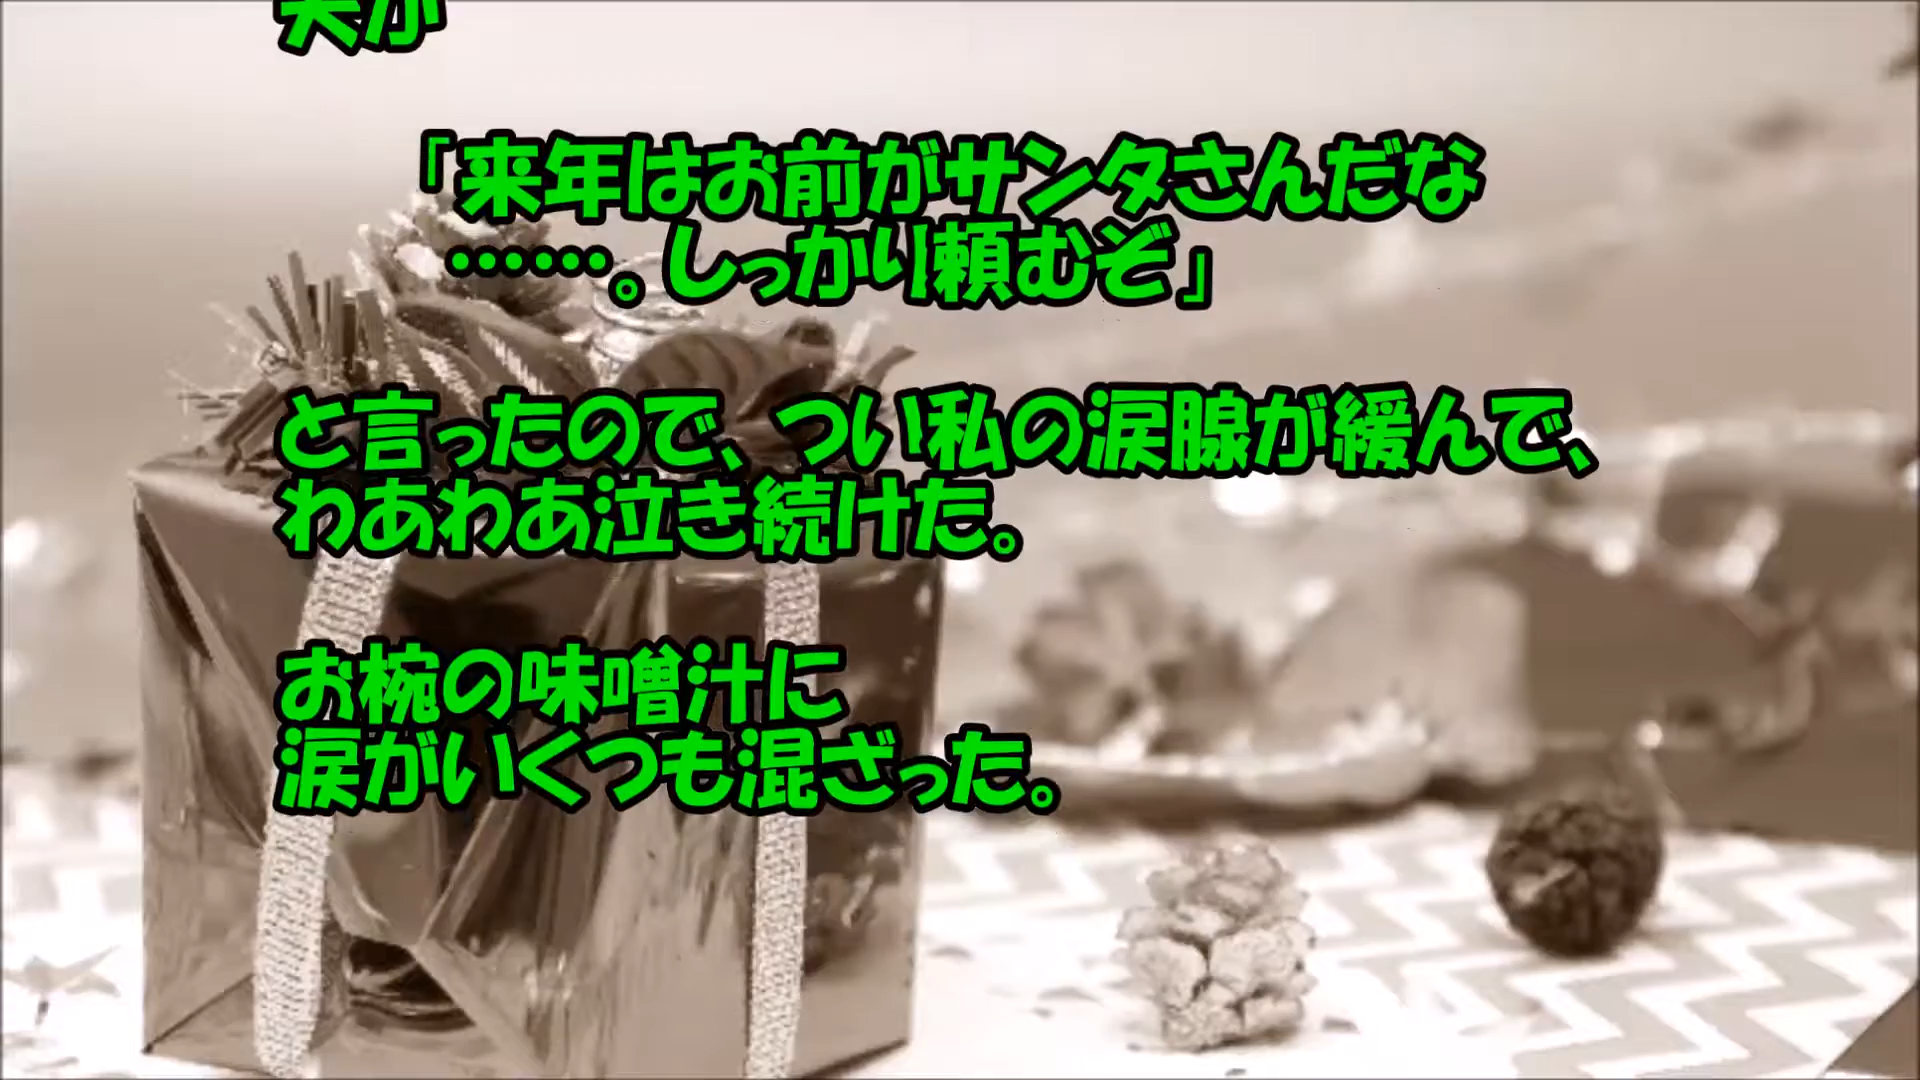 夫が
「来年はお前がサンタさんだな
……。しっかり頼むぞ」
と言ったので、つい私の涙腺が緩んで、
わあわあ泣き続けた。
お椀の味噌汁に
涙がいくつも混ざった。